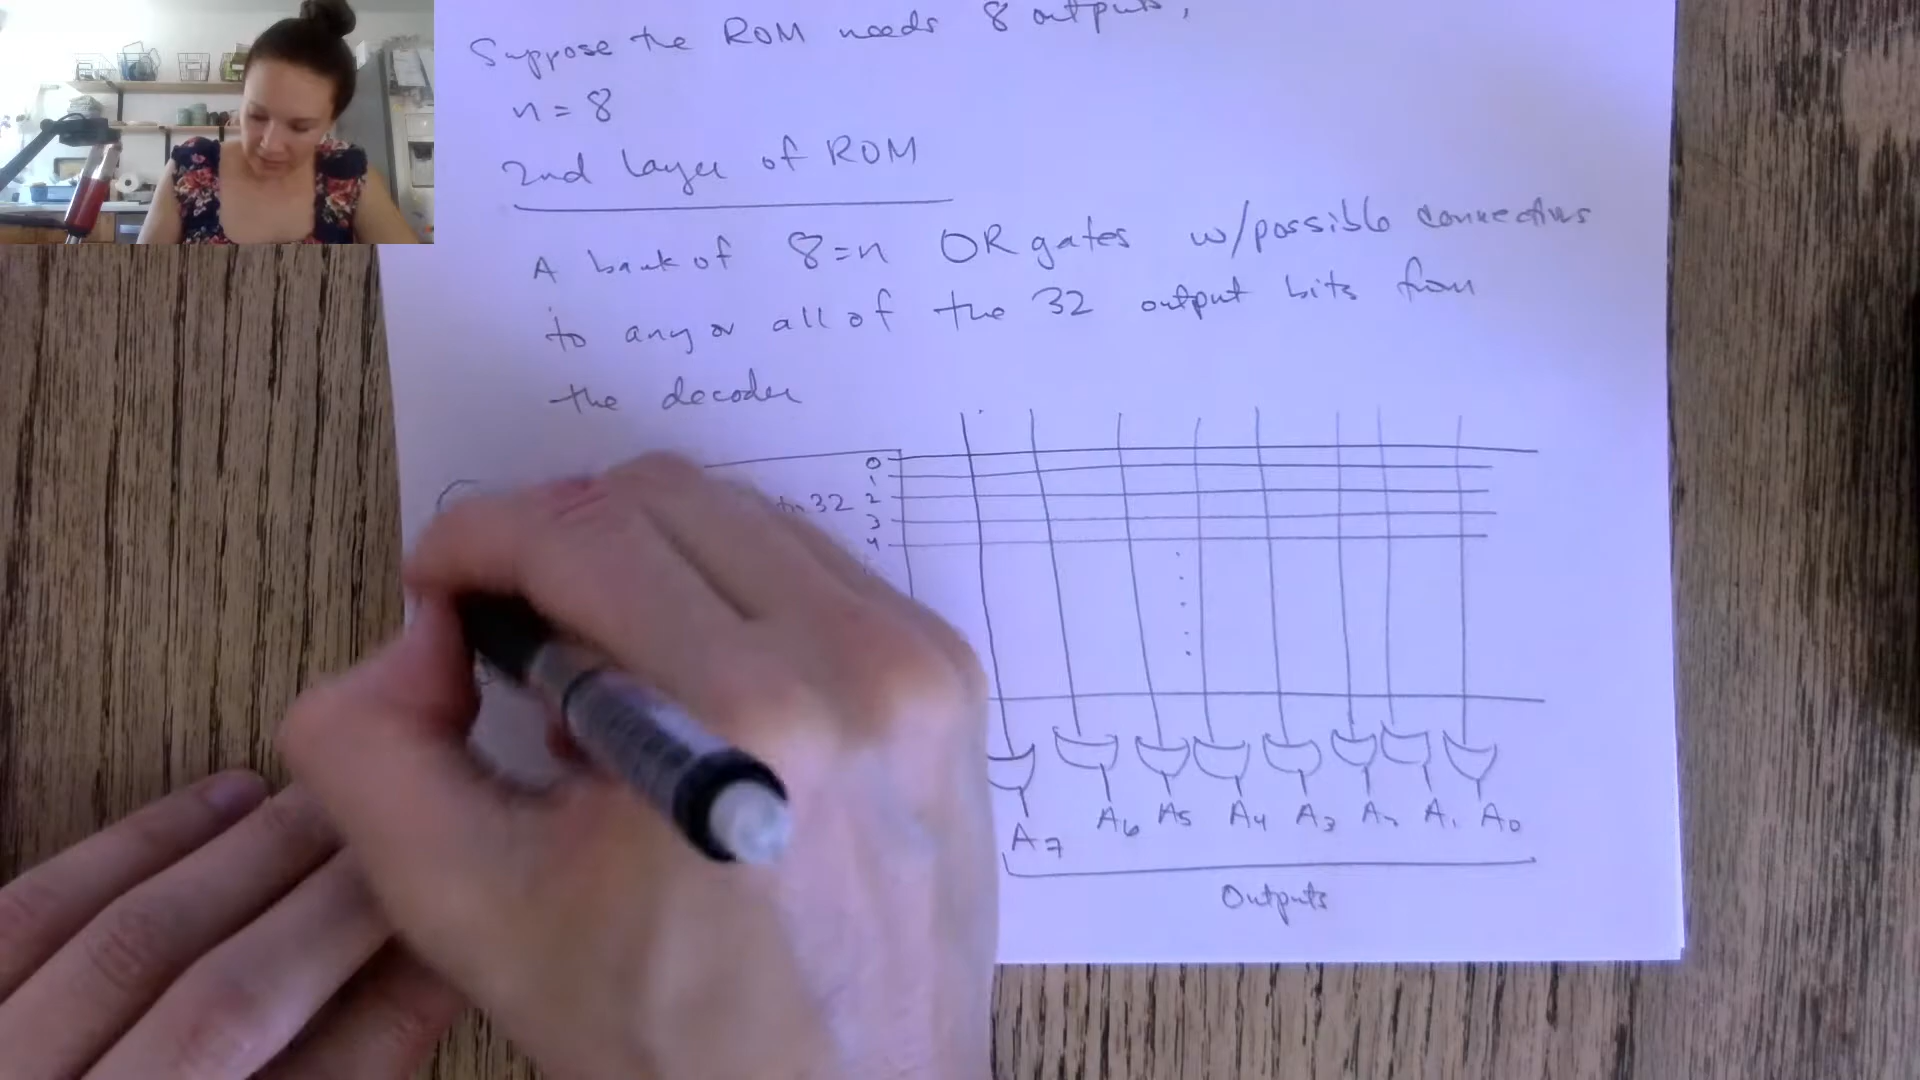 Suppose the ROM needs 8 outputs,
n = 8
2nd layer of ROM
A bank of 8=n OR gates w/possible connections
to any or all of the 32 output bits from
the decoder
0
1
32 2
3
4
A7 A6 A5 A4 A3 A2 A1 A0
Outputs